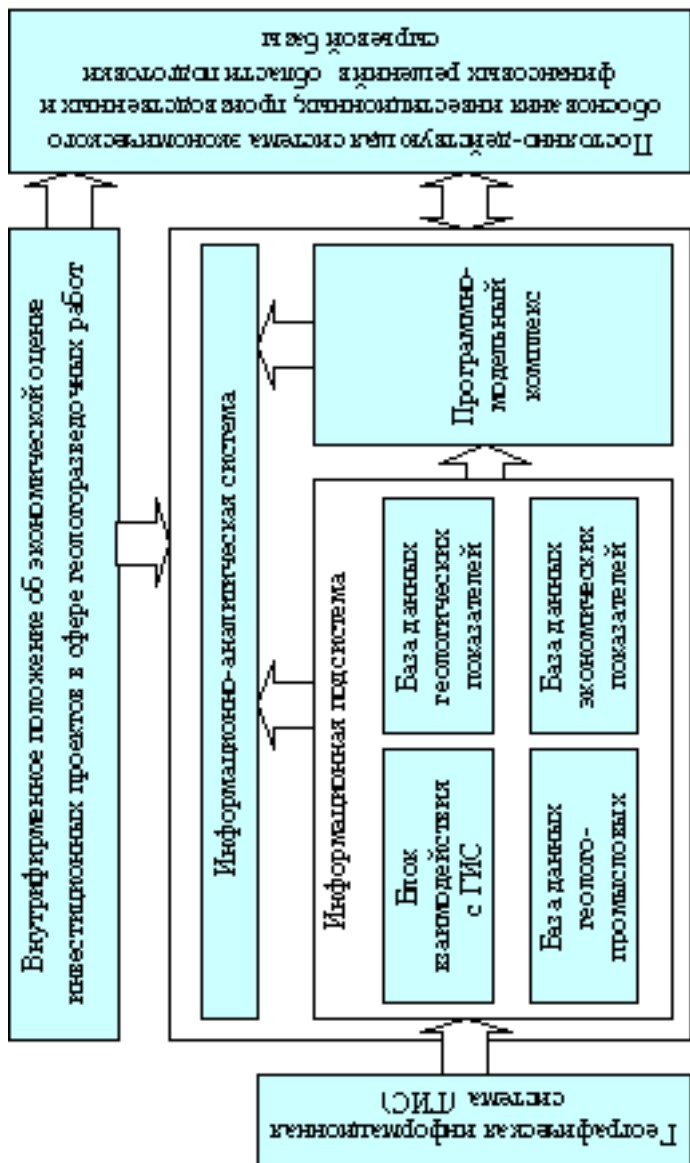 Внутрифирменное положение об экономической оцене
инвестиционных проектов в сфере геологоразведочных работ
Информационно-аналитическая система
Информационная подсистема
Блок
взаимодействия
с ГИС
База данных
геологических
показателей
База данных
геолого-
промысловых
База данных
экономических
показателей
Программно-
модельный
комплекс
Географическая информационная
система (ГИС)
Постоянно-действующая система экономического
обоснования инвестиционных, производственных и
финансовых решений в области подготовки
сырьевой базы